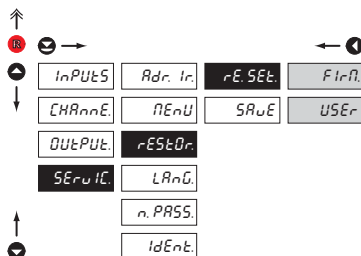 R
InPUtS Adr. Ir. rE. SEt. FIrM.
CHAnnE. MEnU SAvE USEr
OUtPUt. rEStOr.
SErvIC. LAnG.
n. PASS.
IdEnt.